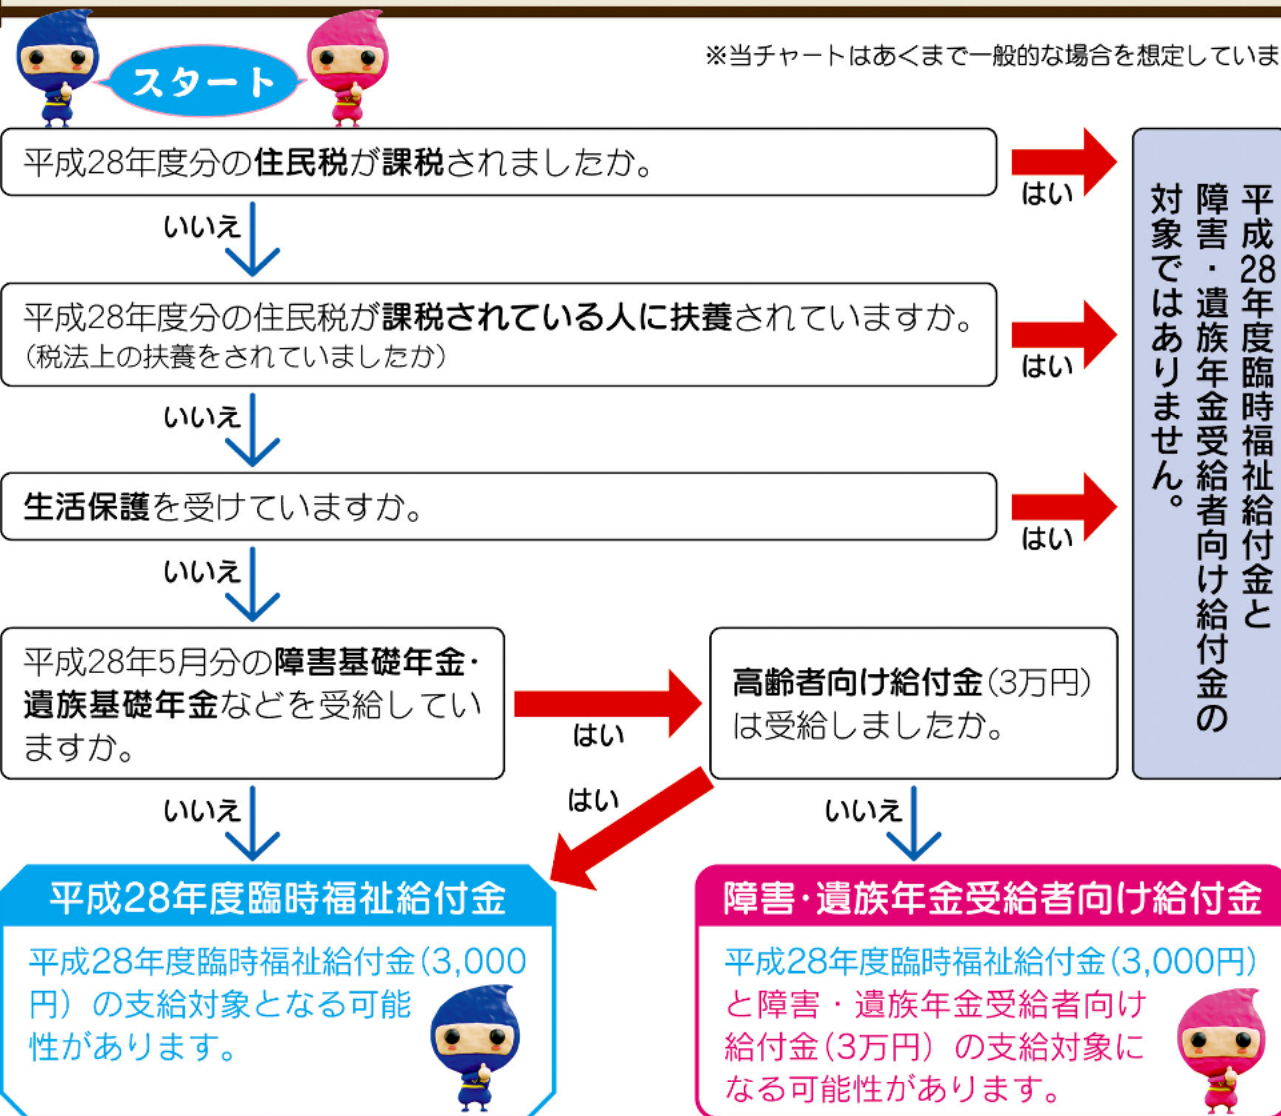 スタート
※当チャートはあくまで一般的な場合を想定していま
平成28年度分の住民税が課税されましたか。
はい
いいえ
平成28年度分の住民税が課税されている人に扶養されていますか。
(税法上の扶養をされていましたか)
はい
いいえ
生活保護を受けていますか。
はい
いいえ
平成28年度臨時福祉給付金と
障害・遺族年金受給者向け給付金の
対象ではありません。
平成28年5月分の障害基礎年金・
遺族基礎年金などを受給してい
ますか。
はい
高齢者向け給付金(3万円)
は受給しましたか。
いいえ
はい
いいえ
平成28年度臨時福祉給付金
平成28年度臨時福祉給付金(3,000
円)の支給対象となる可能
性があります。
障害・遺族年金受給者向け給付金
平成28年度臨時福祉給付金(3,000円)
と障害・遺族年金受給者向け
給付金(3万円)の支給対象に
なる可能性があります。